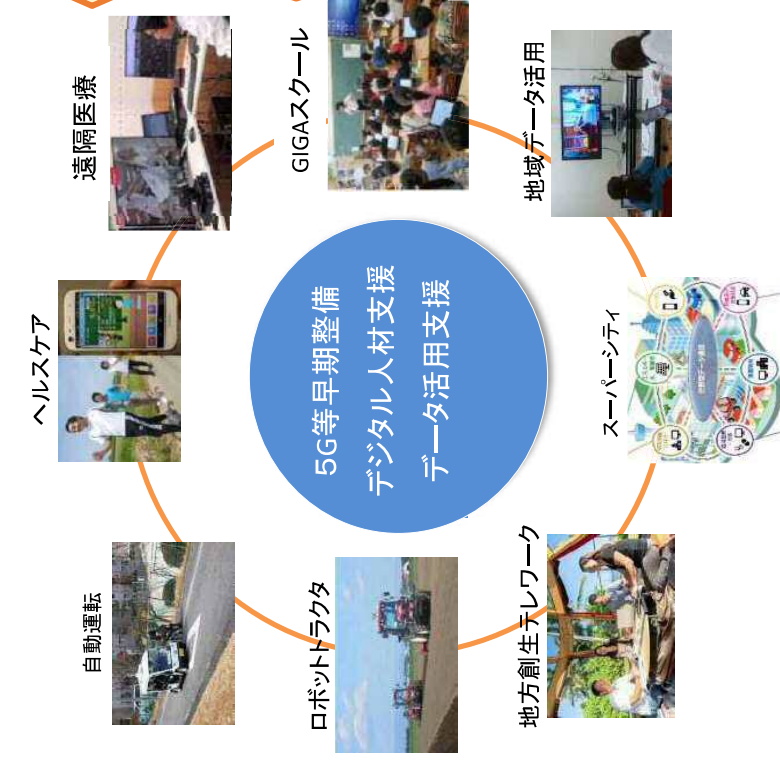 ヘルスケア
自動運転
遠隔医療
ロボットトラクタ
5G等早期整備
デジタル人材支援
データ活用支援
GIGAスクール
地方創生テレワーク
地域データ活用
スーパーシティ